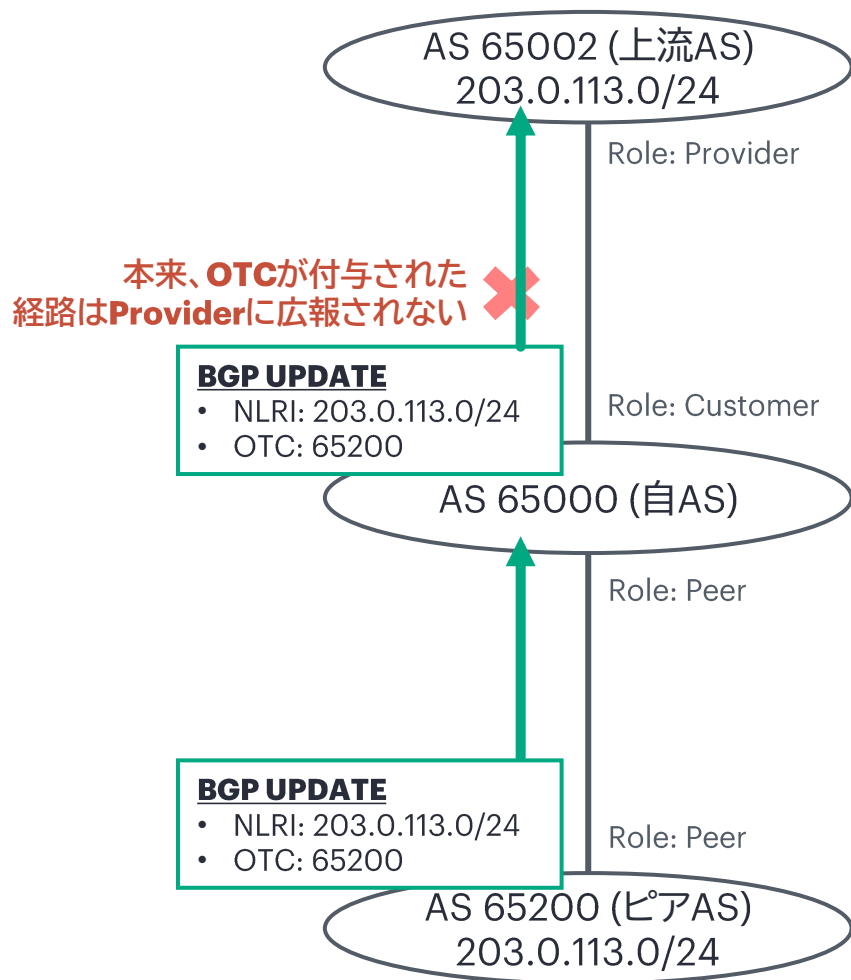 AS 65002 (上流AS)
203.0.113.0/24
Role: Provider
本来、OTCが付与された
経路はProviderに広報されない
BGP UPDATE
• NLRI: 203.0.113.0/24
• OTC: 65200
Role: Customer
AS 65000 (自AS)
Role: Peer
BGP UPDATE
• NLRI: 203.0.113.0/24
• OTC: 65200
Role: Peer
AS 65200 (ピアAS)
203.0.113.0/24